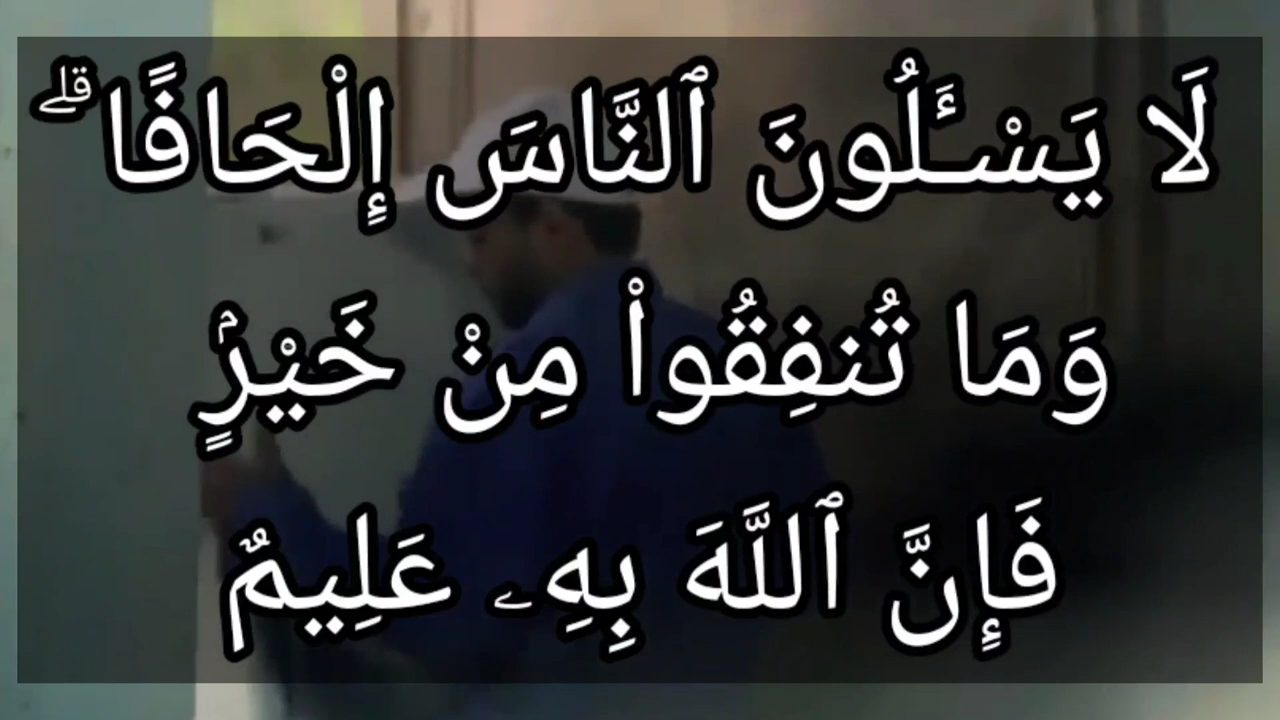 لَا يَسْـَٔلُونَ ٱلنَّاسَ إِلْحَافًا ۗ
وَمَا تُنفِقُوا۟ مِنْ خَيْرٍۢ
فَإِنَّ ٱللَّهَ بِهِۦ عَلِيمٌ